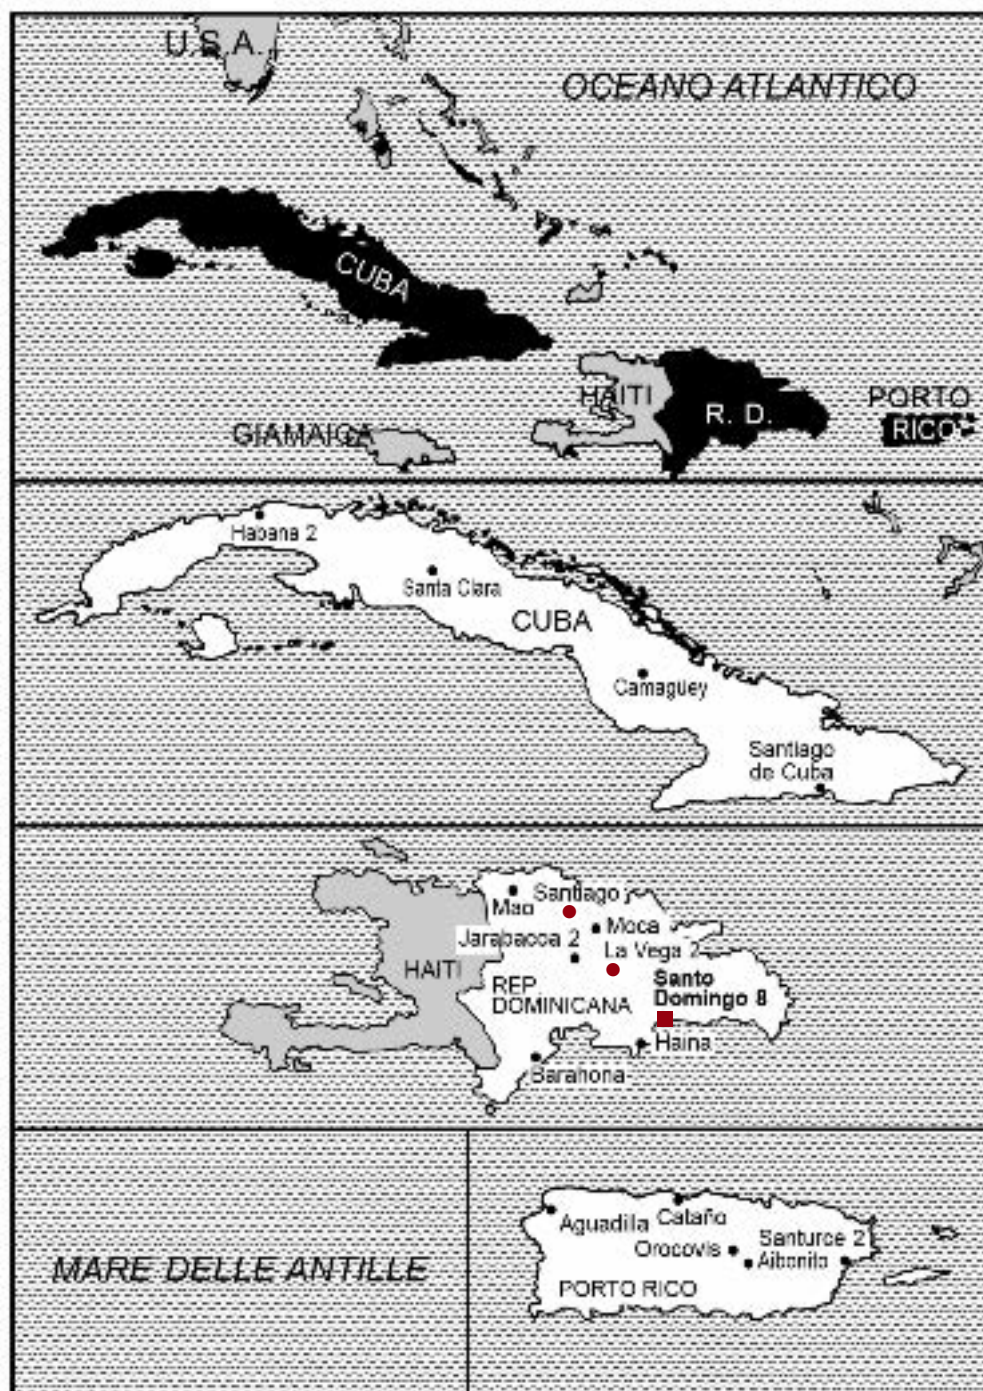 U.S.A.
OCEANO ATLANTICO
CUBA
HAITI
R. D.
PORTO
RICO
GIAMAICA
Habana 2
Santa Clara
CUBA
Camagüey
Santiago
de Cuba
Santiago
Mao
Moca
Jarabacoa 2
La Vega 2
HAITI
REP
DOMINICANA
Santo
Domingo 8
Haina
Barahona
Aguadilla
Cataño
Santurce 2
Orocovis
Aibonito
PORTO RICO
MARE DELLE ANTILLE